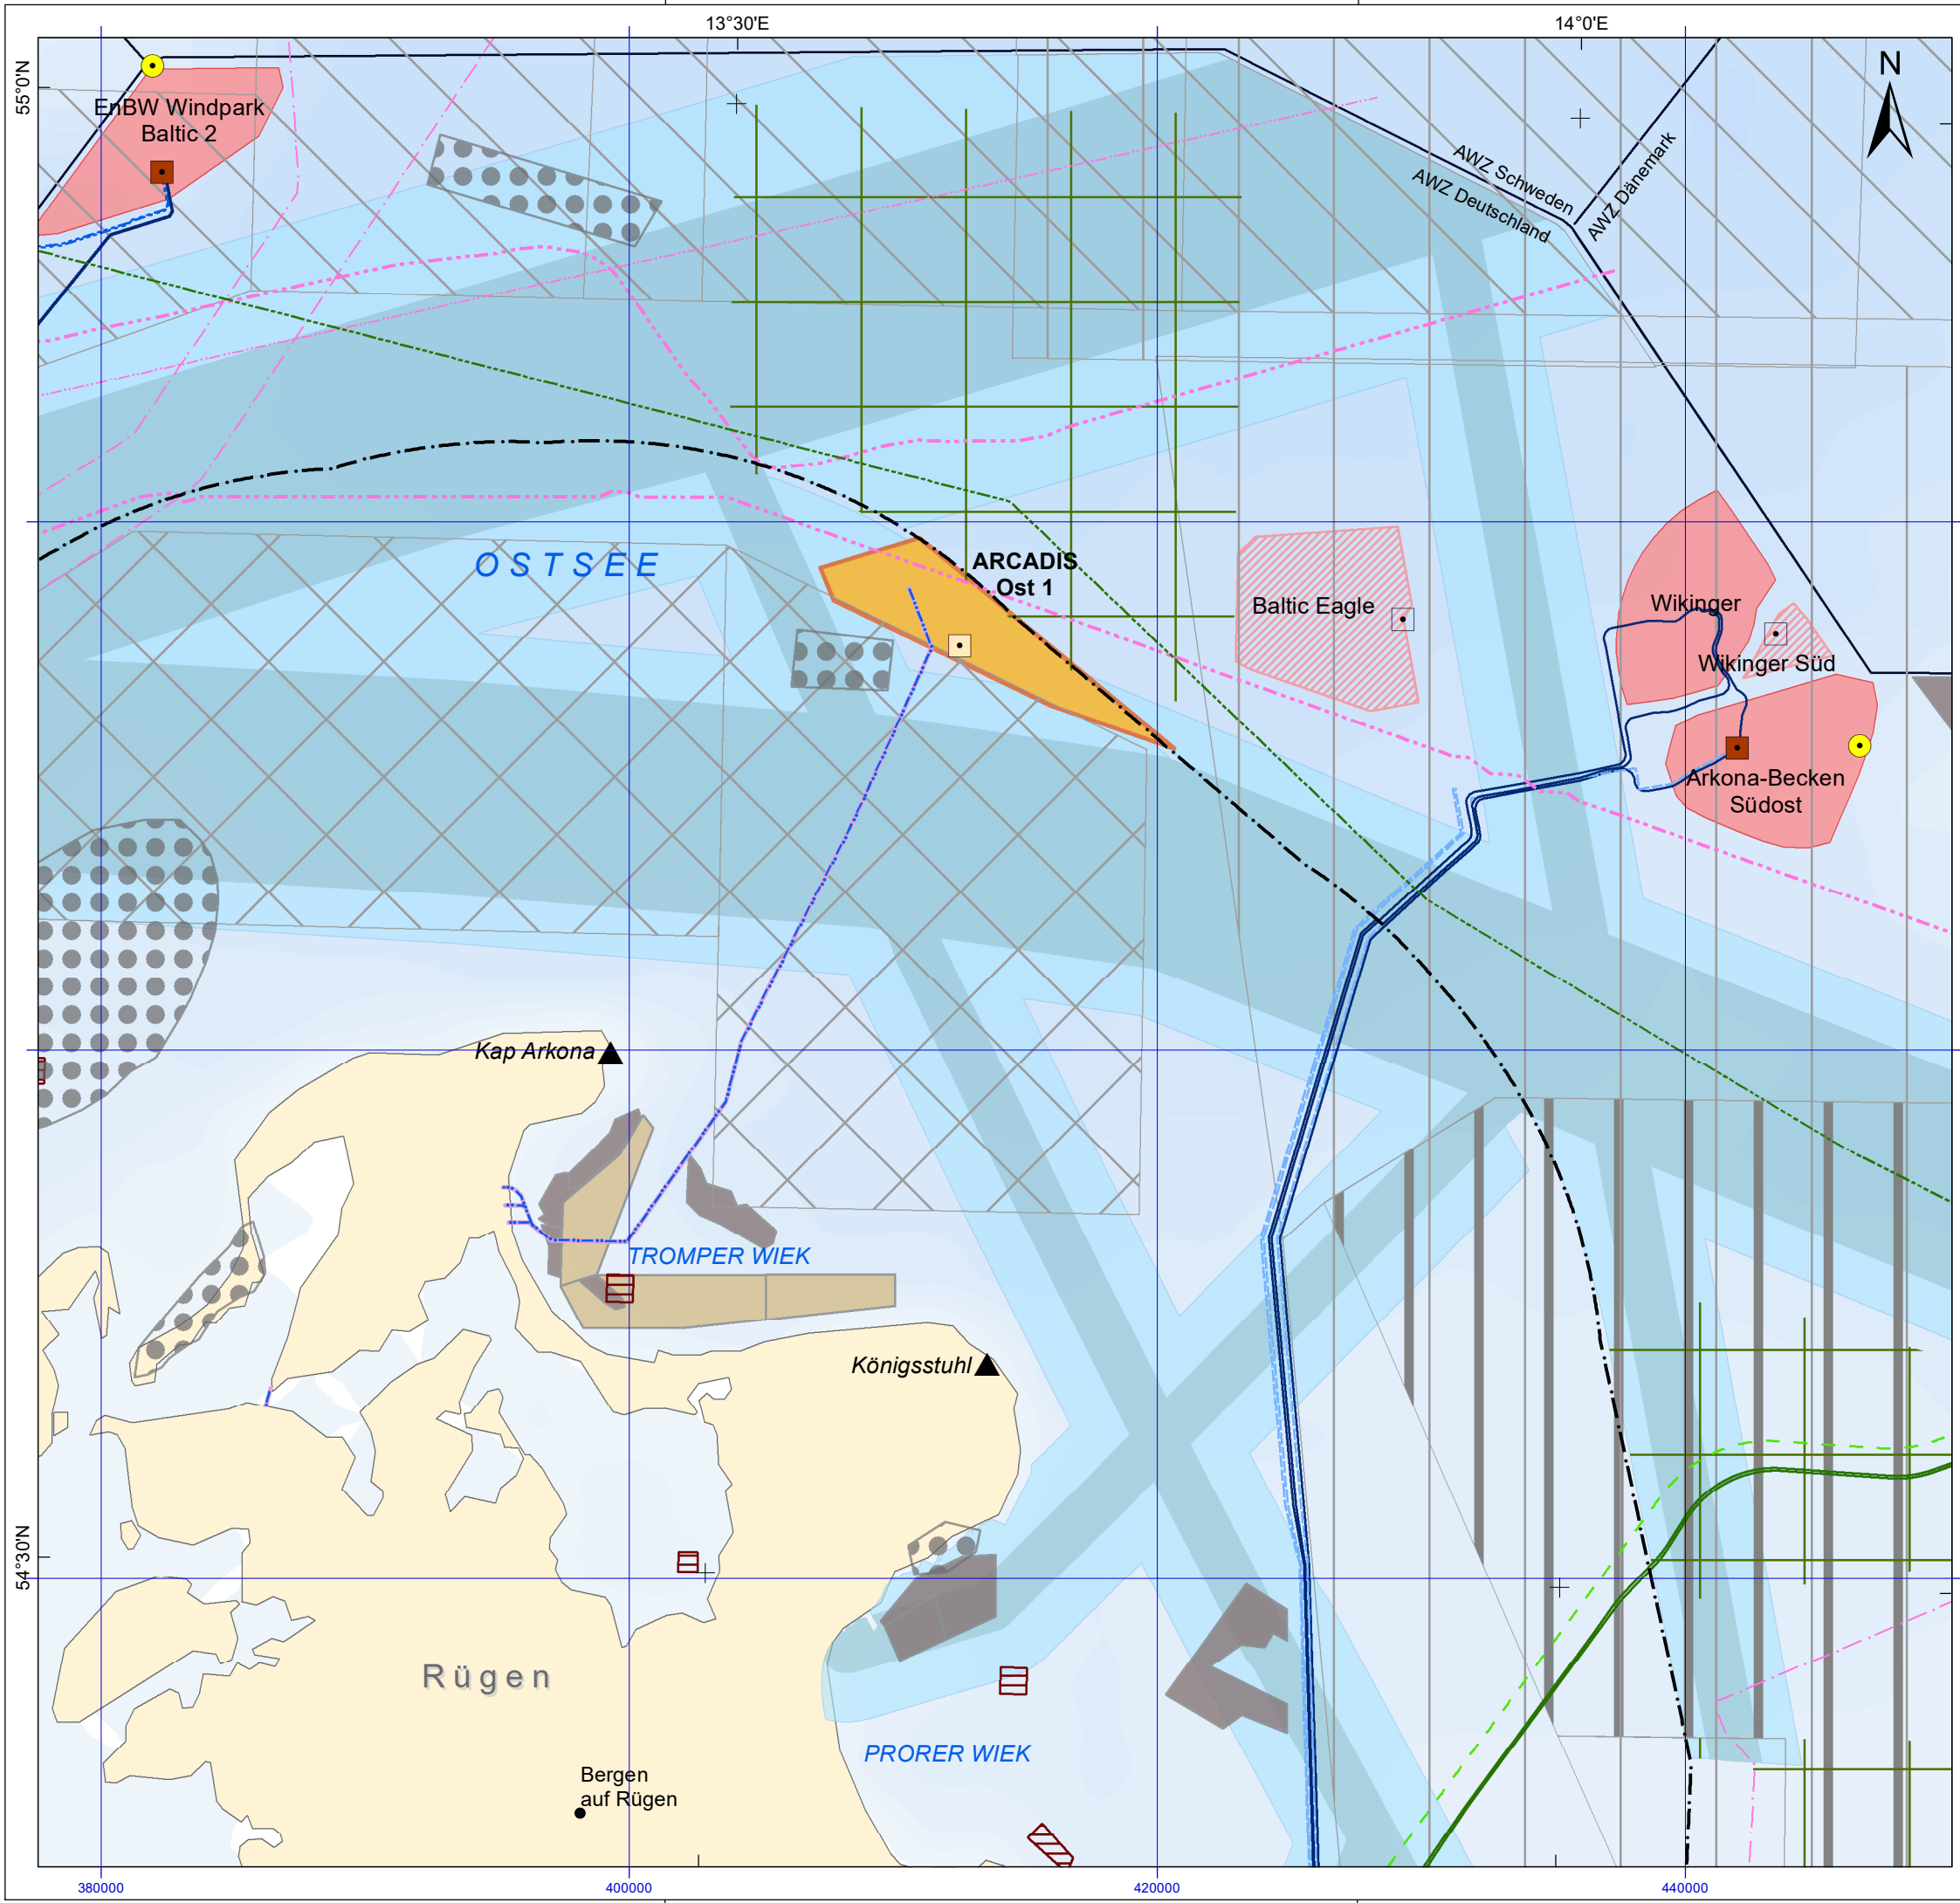 13°30'E
14°0'E
55°0'N
N
EnBW Windpark
Baltic 2
AWZ Schweden
AWZ Deutschland
AWZ Dänemark
OSTSEE
ARCADIS
Ost 1
Baltic Eagle
Wikinger
Wikinger Süd
Arkona-Becken
Südost
Kap Arkona
TROMPER WIEK
Königsstuhl
54°30'N
Rügen
PRORER WIEK
Bergen
auf Rügen
380000
400000
420000
440000